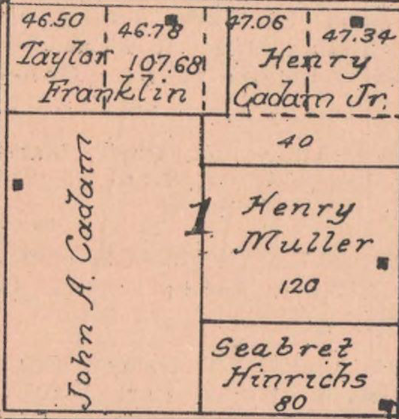 46.50
46.78
Taylor
107.68
Franklin
47.06
47.34
Henry
Cadam Jr.
40
John A. Cadam
1
Henry
Muller
120
Seabret
Hinrichs
80